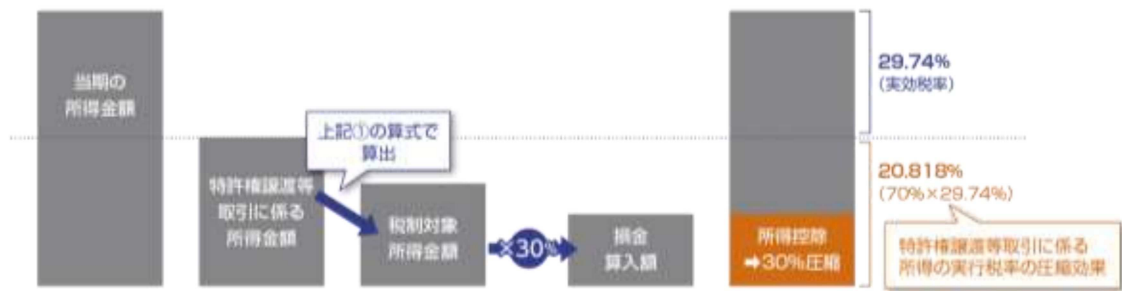 当期の
所得金額
特許権譲渡等
取引に係る
所得金額
上記①の算式で
算出
税制対象
所得金額
×30%
損金
算入額
所得控除
➡30%圧縮
29.74%
(実効税率)
20.818%
(70%×29.74%)
特許権譲渡等取引に係る
所得の実行税率の圧縮効果